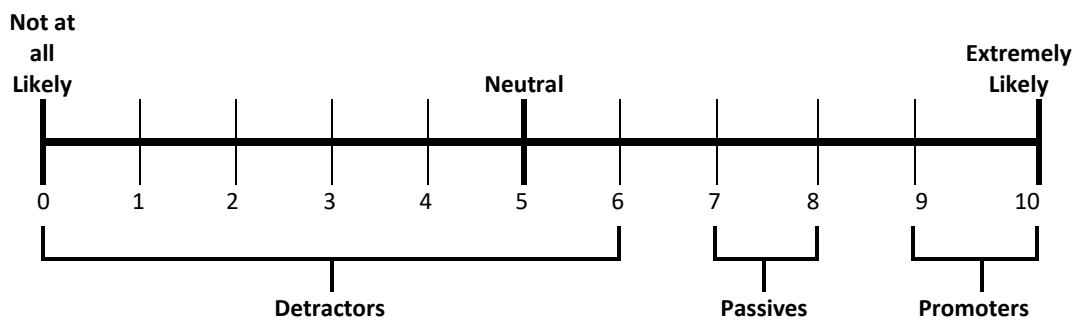 Not at
all
Likely
Neutral
Extremely
Likely
0 1 2 3 4 5 6 7 8 9 10
Detractors Passives Promoters